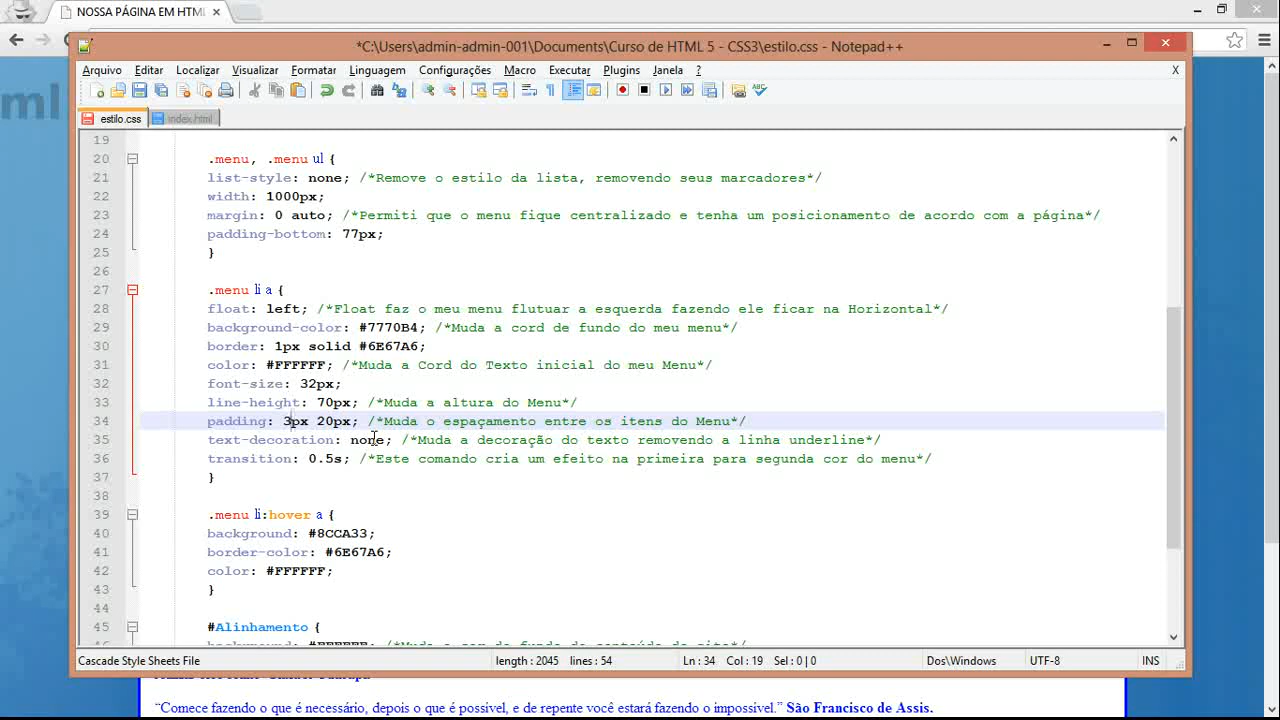 NOSSA PÁGINA EM HTML
ml
*C:\Users\admin-admin-001\Documents\Curso de HTML 5 - CSS3\estilo.css - Notepad++
Arquivo Editar Localizar Visualizar Formatar Linguagem Configurações Macro Executar Plugins Janela ? X
estilo.css index.html
19
20 .menu, .menu ul {
21 list-style: none; /*Remove o estilo da lista, removendo seus marcadores*/
22 width: 1000px;
23 margin: 0 auto; /*Permiti que o menu fique centralizado e tenha um posicionamento de acordo com a página*/
24 padding-bottom: 77px;
25 }
26
27 .menu li a {
28 float: left; /*Float faz o meu menu flutuar a esquerda fazendo ele ficar na Horizontal*/
29 background-color: #7770B4; /*Muda a cord de fundo do meu menu*/
30 border: 1px solid #6E67A6;
31 color: #FFFFFF; /*Muda a Cord do Texto inicial do meu Menu*/
32 font-size: 32px;
33 line-height: 70px; /*Muda a altura do Menu*/
34 padding: 3px 20px; /*Muda o espaçamento entre os itens do Menu*/
35 text-decoration: none; /*Muda a decoração do texto removendo a linha underline*/
36 transition: 0.5s; /*Este comando cria um efeito na primeira para segunda cor do menu*/
37 }
38
39 .menu li:hover a {
40 background: #8CCA33;
41 border-color: #6E67A6;
42 color: #FFFFFF;
43 }
44
45 #Alinhamento {
Cascade Style Sheets File length : 2045 lines : 54 Ln : 34 Col : 19 Sel : 0 | 0 Dos\Windows UTF-8 INS
“Comece fazendo o que é necessário, depois o que é possível, e de repente você estará fazendo o impossível.” São Francisco de Assis.